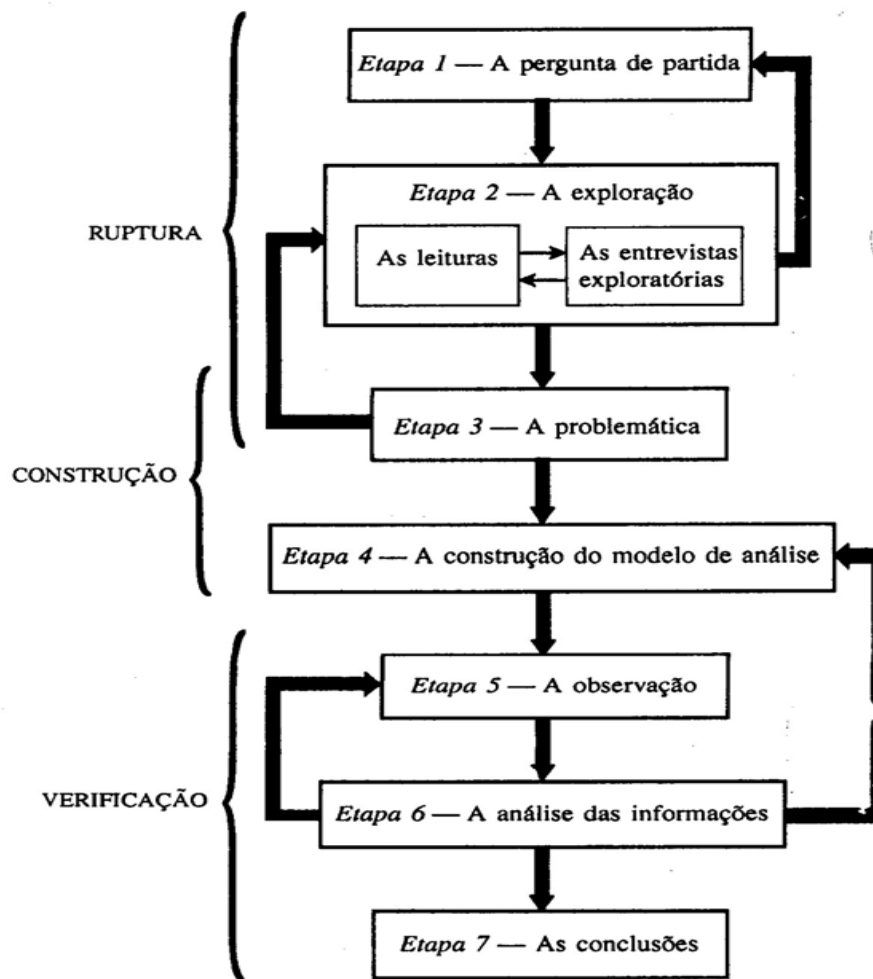 Etapa 1 — A pergunta de partida
Etapa 2 — A exploração
RUPTURA
As leituras
As entrevistas
exploratórias
Etapa 3 — A problemática
CONSTRUÇÃO
Etapa 4 — A construção do modelo de análise
Etapa 5 — A observação
VERIFICAÇÃO
Etapa 6 — A análise das informações
Etapa 7 — As conclusões